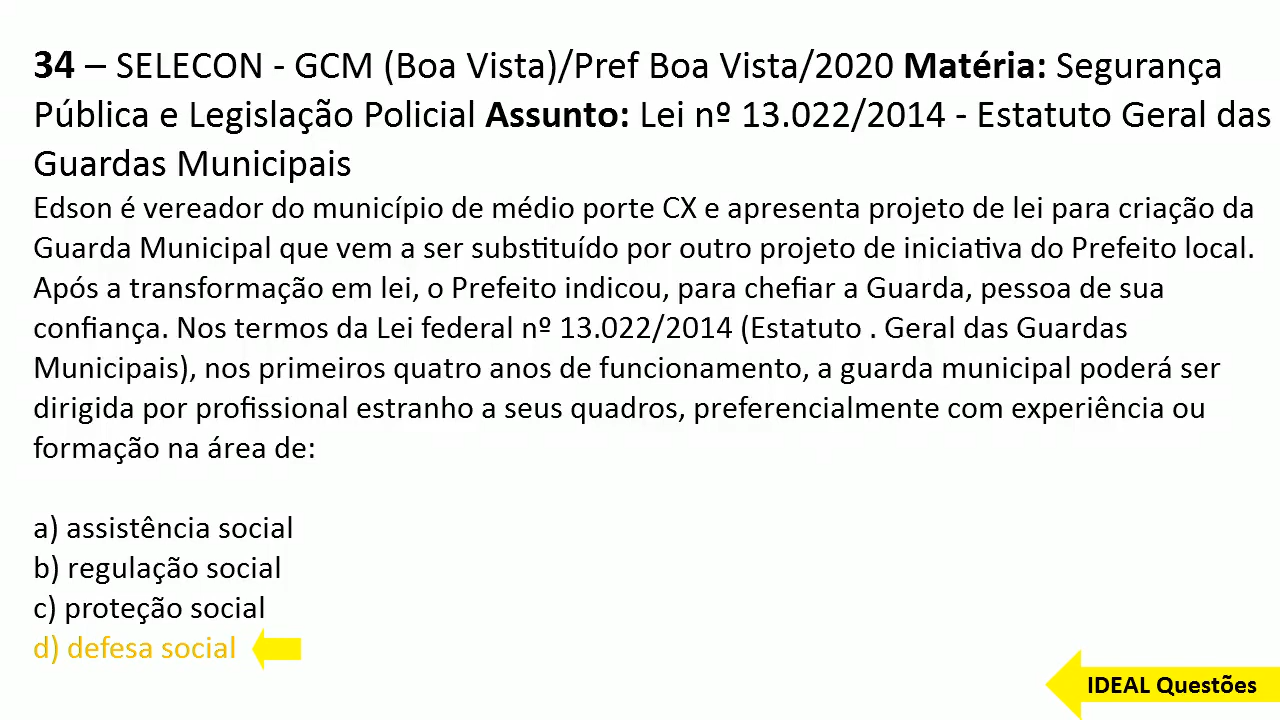 34 – SELECON - GCM (Boa Vista)/Pref Boa Vista/2020 Matéria: Segurança
Pública e Legislação Policial Assunto: Lei nº 13.022/2014 - Estatuto Geral das
Guardas Municipais
Edson é vereador do município de médio porte CX e apresenta projeto de lei para criação da
Guarda Municipal que vem a ser substituído por outro projeto de iniciativa do Prefeito local.
Após a transformação em lei, o Prefeito indicou, para chefiar a Guarda, pessoa de sua
confiança. Nos termos da Lei federal nº 13.022/2014 (Estatuto . Geral das Guardas
Municipais), nos primeiros quatro anos de funcionamento, a guarda municipal poderá ser
dirigida por profissional estranho a seus quadros, preferencialmente com experiência ou
formação na área de:
a) assistência social
b) regulação social
c) proteção social
d) defesa social
IDEAL Questões